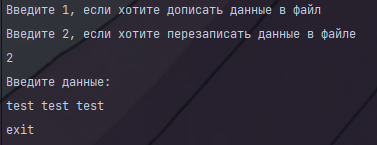 Введите 1, если хотите дописать данные в файл
Введите 2, если хотите перезаписать данные в файле
2
Введите данные:
test test test
exit